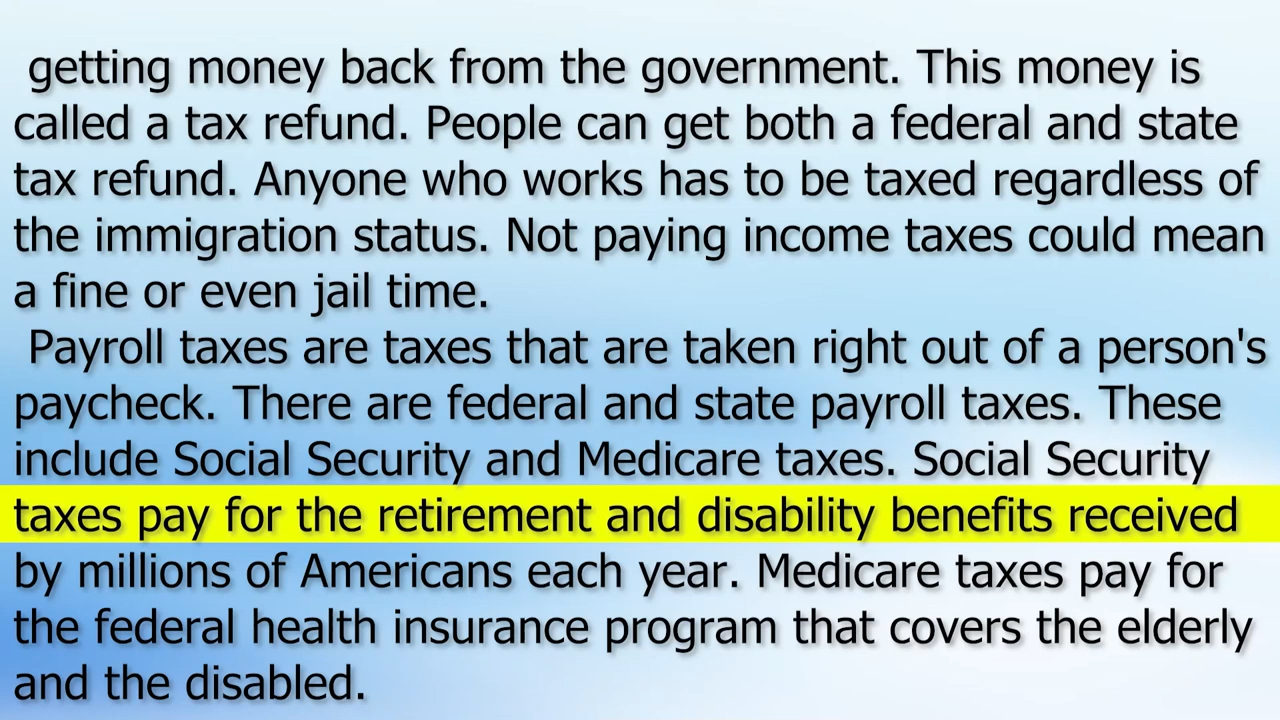 getting money back from the government. This money is
called a tax refund. People can get both a federal and state
tax refund. Anyone who works has to be taxed regardless of
the immigration status. Not paying income taxes could mean
a fine or even jail time.
Payroll taxes are taxes that are taken right out of a person's
paycheck. There are federal and state payroll taxes. These
include Social Security and Medicare taxes. Social Security
taxes pay for the retirement and disability benefits received
by millions of Americans each year. Medicare taxes pay for
the federal health insurance program that covers the elderly
and the disabled.